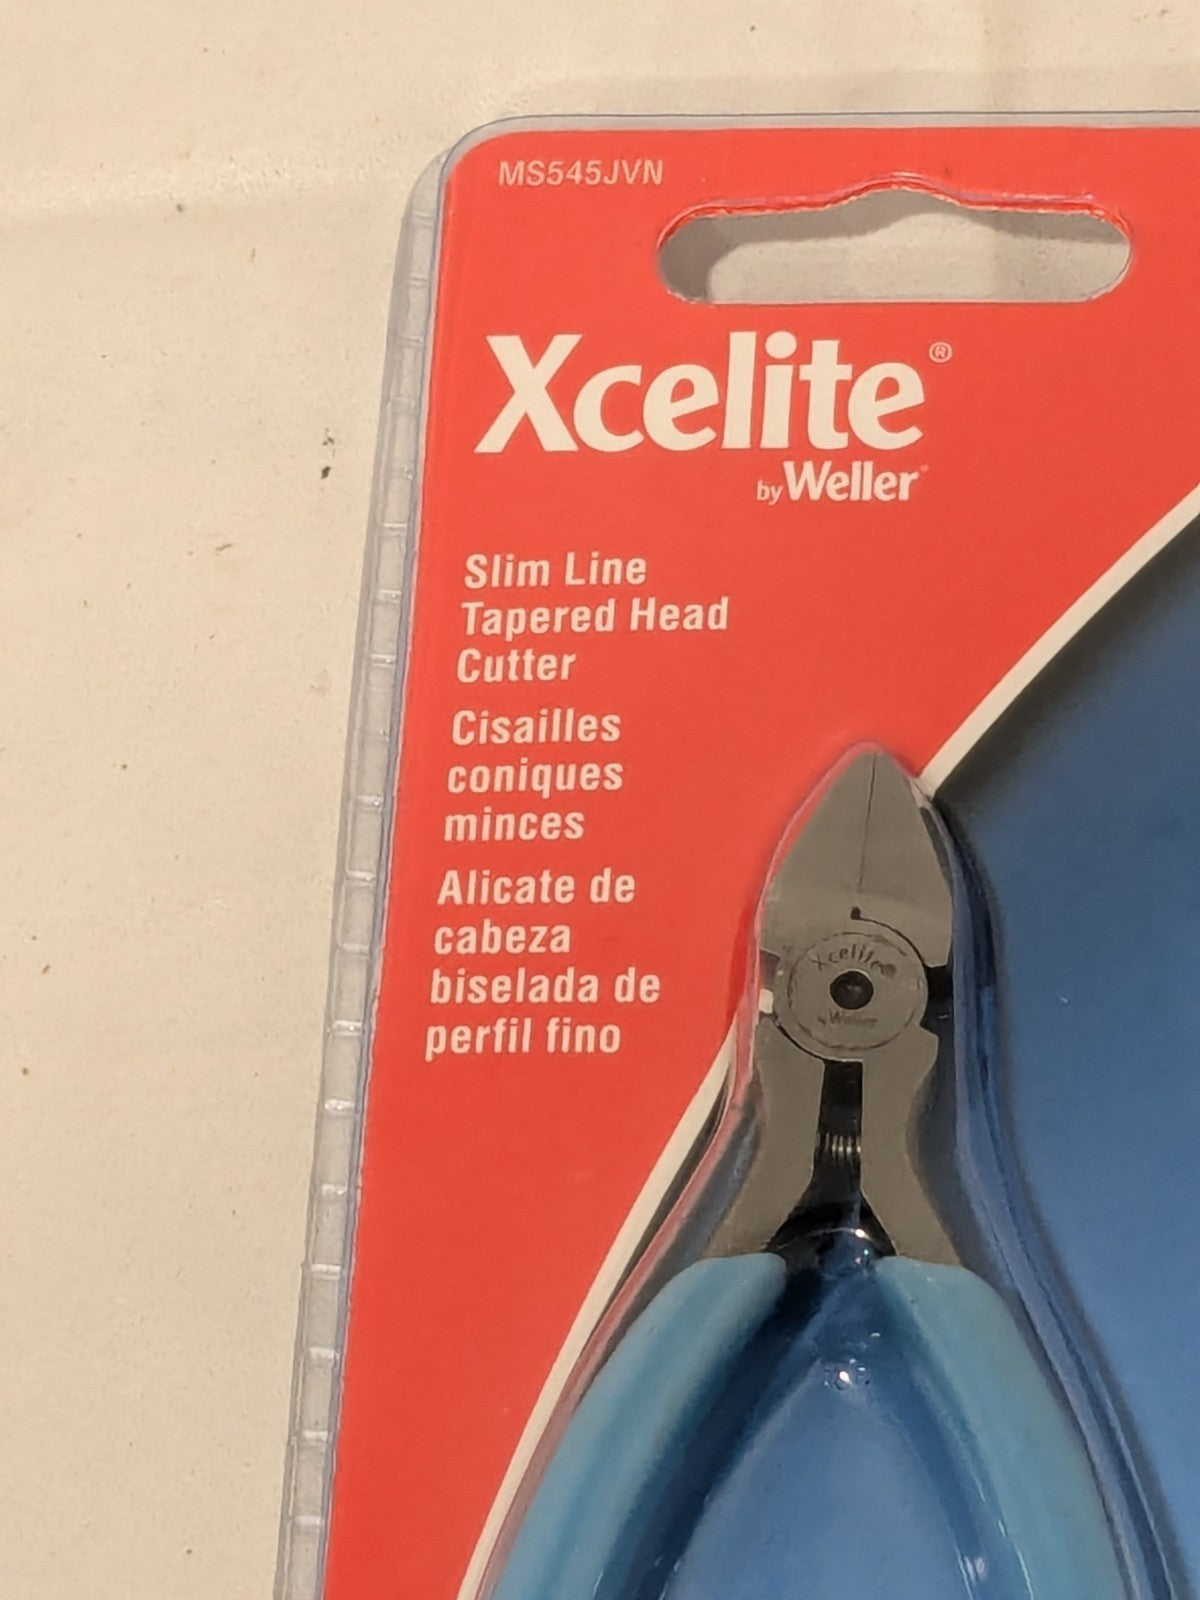 MS545JVN
Xcelite®
by Weller®
Slim Line
Tapered Head
Cutter
Cisailles
coniques
minces
Alicate de
cabeza
biselada de
perfil fino
Xcelite®
by Weller